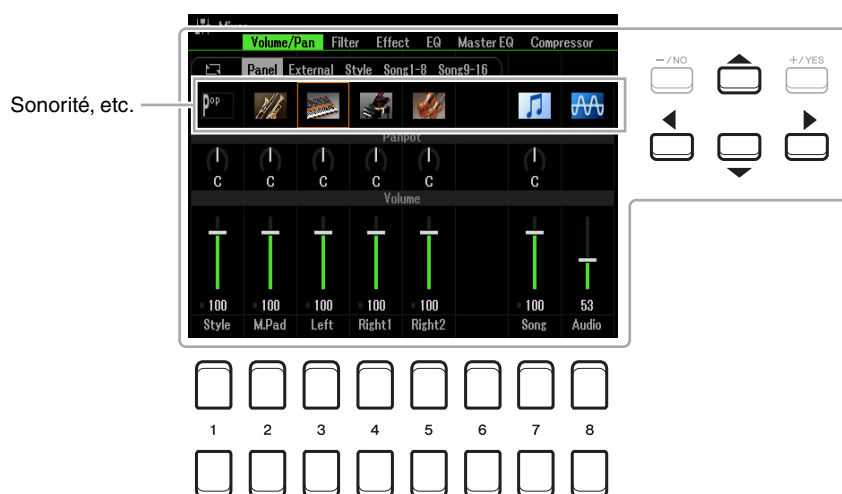 Mixer
Volume/Pan Filter Effect EQ Master EQ Compressor
Panel External Style Song1-8 Song9-16
Sonorité, etc.
Pop
Panpot
C C C C C C
Volume
100 100 100 100 100 100 53
Style M.Pad Left Right1 Right2 Song Audio
1 2 3 4 5 6 7 8
-/NO +/YES